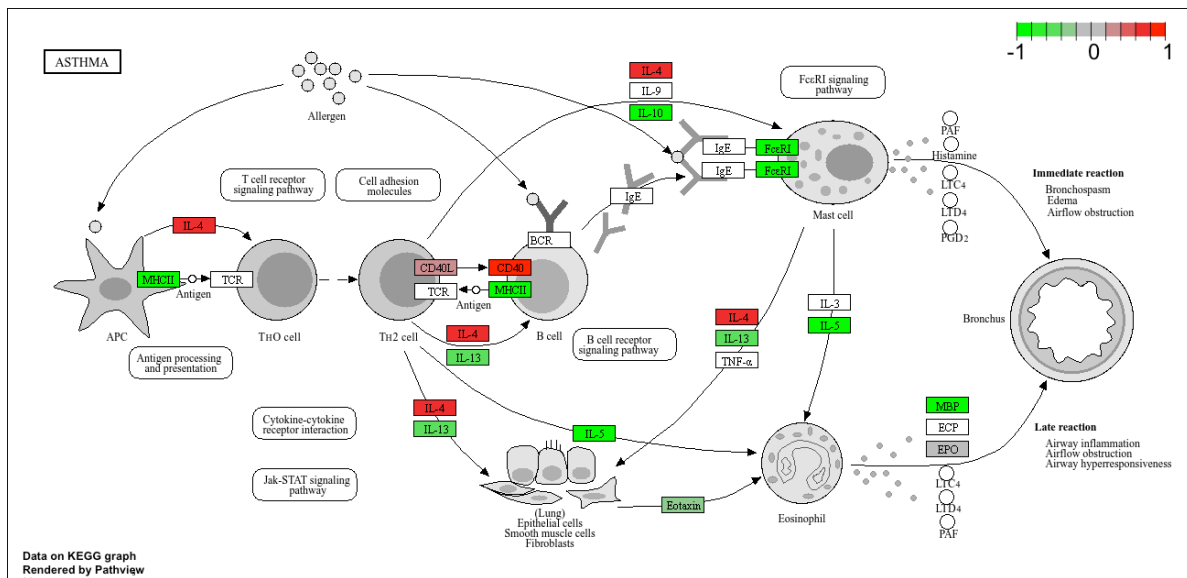 -1 0 1
ASTHMA
Allergen
IL-4
IL-9
IL-10
FcεRI signaling
pathway
IgE
FcεRI
IgE
FcεRI
Mast cell
PAF
Histamine
LTC4
LTD4
PGD2
Immediate reaction
Bronchospasm
Edema
Airflow obstruction
T cell receptor
signaling pathway
Cell adhesion
molecules
IgE
BCR
IL-4
MHCII
Antigen
TCR
APC
TH0 cell
CD40L
CD40
TCR
MHCII
Antigen
TH2 cell
B cell
IL-4
IL-13
B cell receptor
signaling pathway
Antigen processing
and presentation
IL-4
IL-13
TNF-α
IL-3
IL-5
Bronchus
Cytokine-cytokine
receptor interaction
Jak-STAT signaling
pathway
IL-4
IL-13
IL-5
(Lung)
Epithelial cells
Smooth muscle cells
Fibroblasts
Eotaxin
Eosinophil
MBP
ECP
EPO
LTC4
LTD4
PAF
Late reaction
Airway inflammation
Airflow obstruction
Airway hyperresponsiveness
Data on KEGG graph
Rendered by Pathview